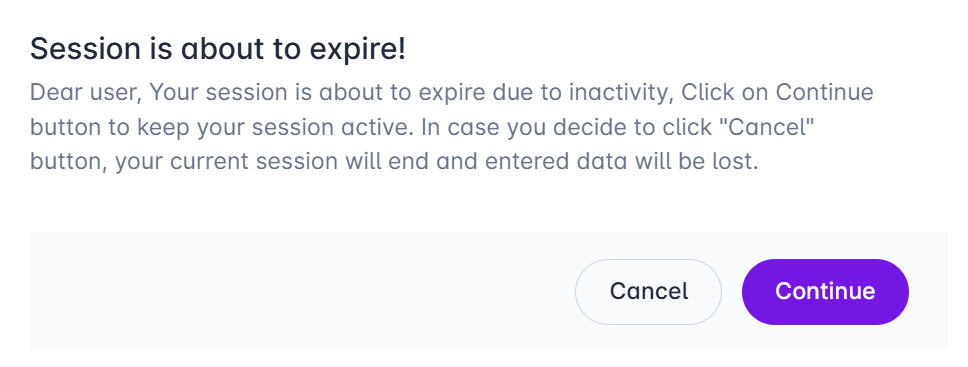 Session is about to expire!
Dear user, Your session is about to expire due to inactivity, Click on Continue
button to keep your session active. In case you decide to click "Cancel"
button, your current session will end and entered data will be lost.
Cancel
Continue